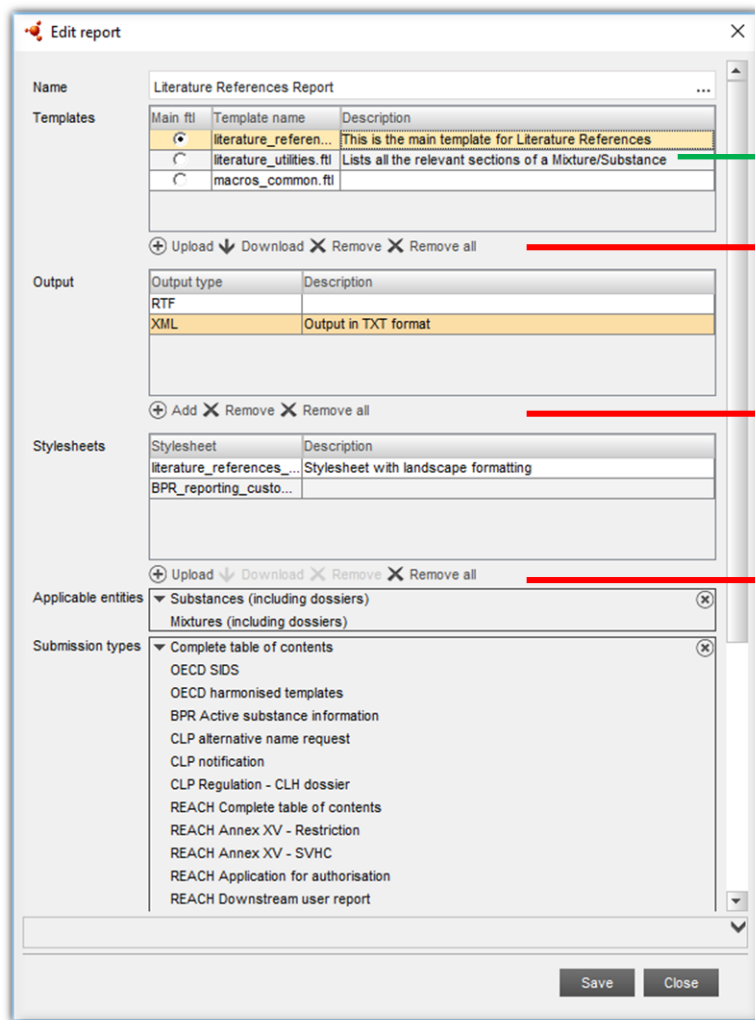 Edit report
Name Literature References Report ...
Templates Main ftl Template name Description
literature_referen... This is the main template for Literature References
literature_utilities.ftl Lists all the relevant sections of a Mixture/Substance
macros_common.ftl
Upload Download Remove Remove all
Output Output type Description
RTF
XML Output in TXT format
Add Remove Remove all
Stylesheets Stylesheet Description
literature_references_... Stylesheet with landscape formatting
BPR_reporting_custo...
Upload Download Remove Remove all
Applicable entities Substances (including dossiers)
Mixtures (including dossiers)
Submission types Complete table of contents
OECD SIDS
OECD harmonised templates
BPR Active substance information
CLP alternative name request
CLP notification
CLP Regulation - CLH dossier
REACH Complete table of contents
REACH Annex XV - Restriction
REACH Annex XV - SVHC
REACH Application for authorisation
REACH Downstream user report
Save Close